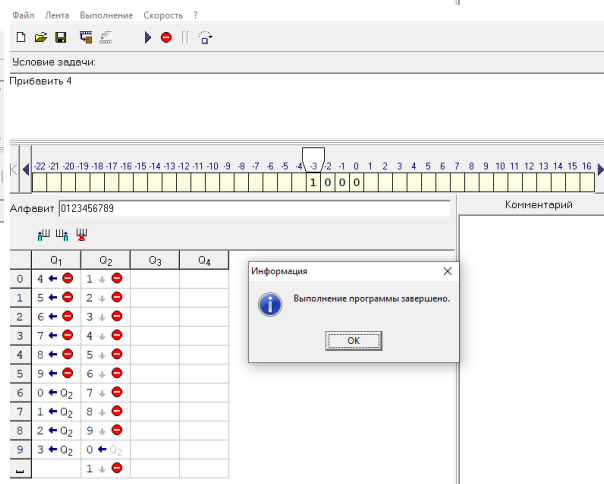 Файл Лента Выполнение Скорость ?
Условие задачи:
Прибавить 4
-22 -21 -20 -19 -18 -17 -16 -15 -14 -13 -12 -11 -10 -9 -8 -7 -6 -5 -4 -3 -2 -1 0 1 2 3 4 5 6 7 8 9 10 11 12 13 14 15 16
1 0 0 0
Алфавит 0123456789
Комментарий
Q1 Q2 Q3 Q4
0 4 ← 1 ↓
1 5 ← 2 ↓
2 6 ← 3 ↓
3 7 ← 4 ↓
4 8 ← 5 ↓
5 9 ← 6 ↓
6 0 ← Q2 7 ↓
7 1 ← Q2 8 ↓
8 2 ← Q2 9 ↓
9 3 ← Q2 0 ← Q2
1 ↓
Информация
Выполнение программы завершено.
OK